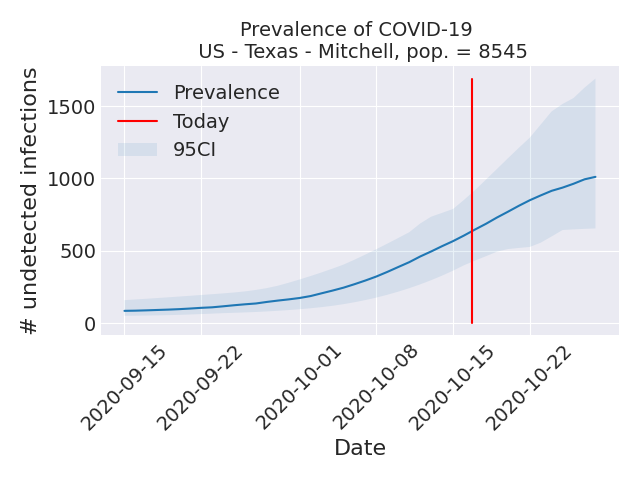 Prevalence of COVID-19
US - Texas - Mitchell, pop. = 8545
# undetected infections
1500
1000
500
0
Prevalence
Today
95CI
2020-09-15
2020-09-22
2020-10-01
2020-10-08
2020-10-15
2020-10-22
Date